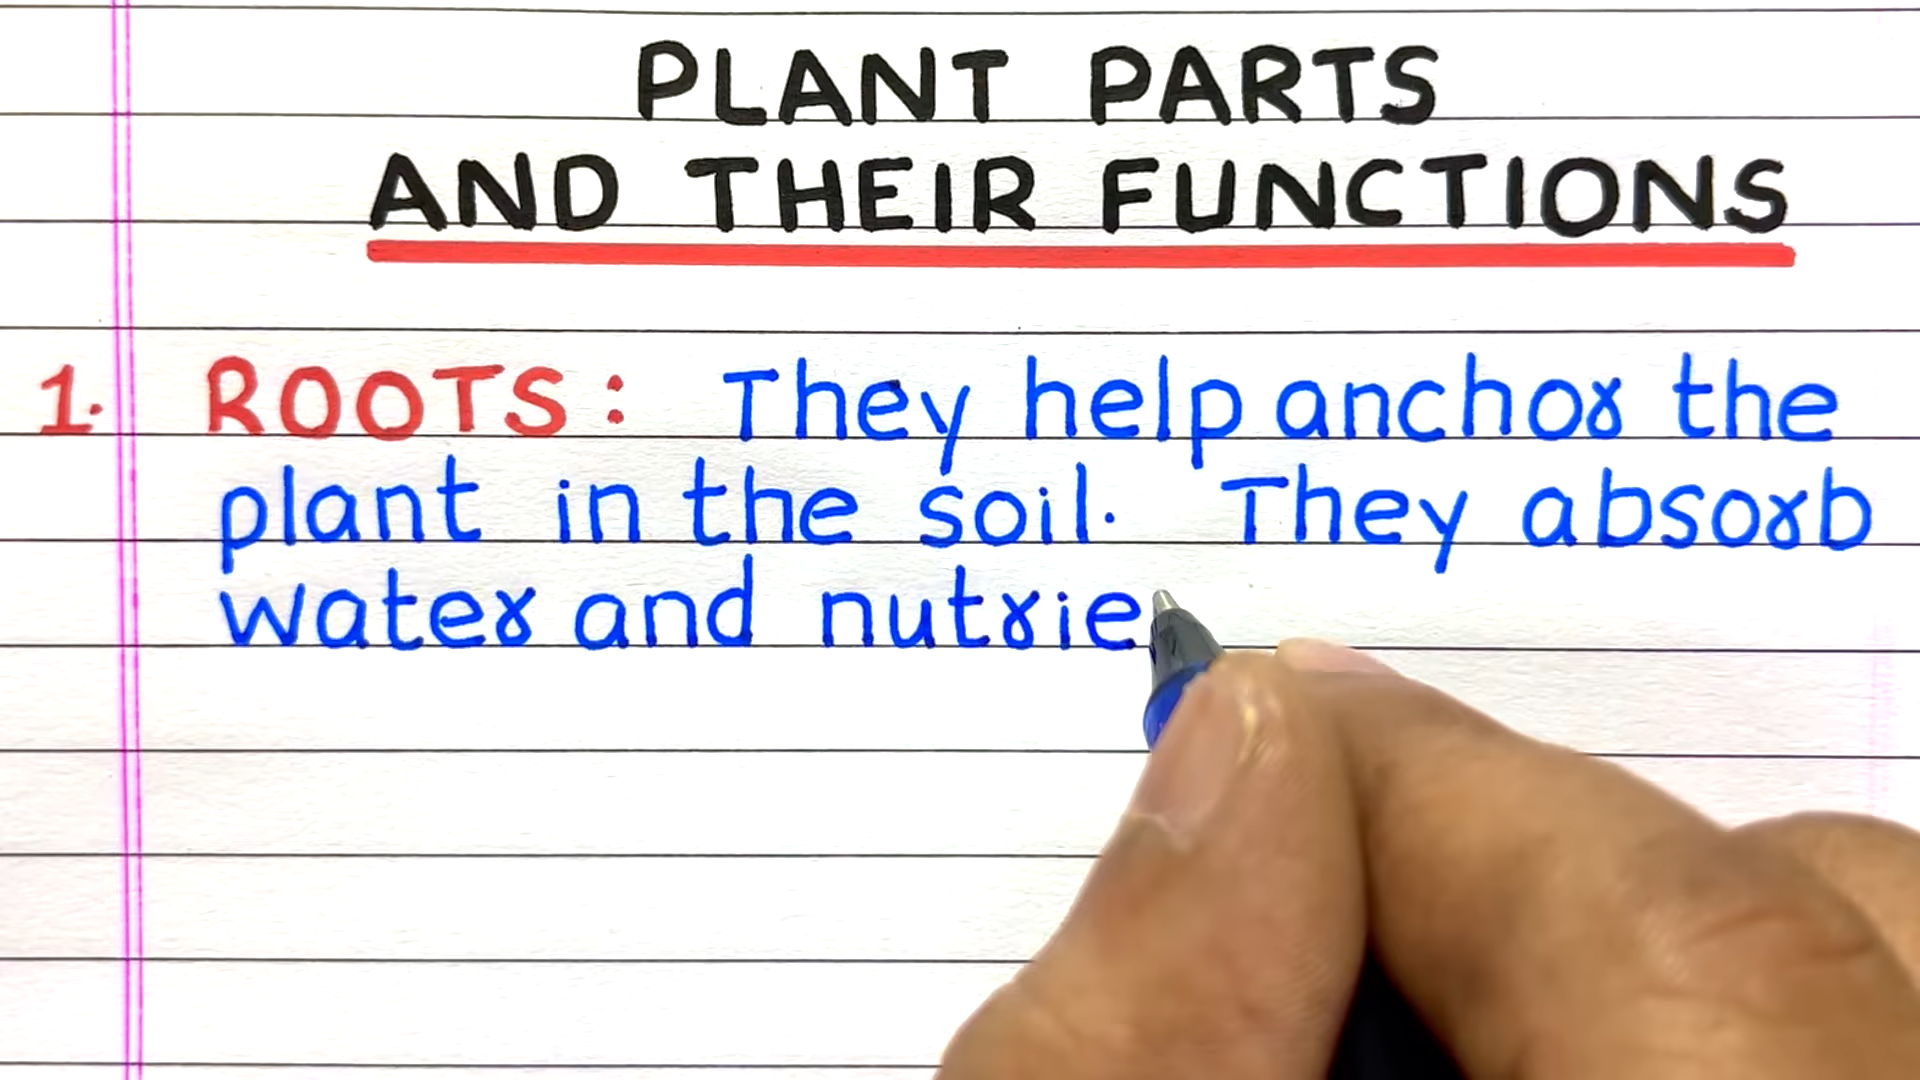 PLANT PARTS
AND THEIR FUNCTIONS
1. ROOTS: They help anchor the
plant in the soil. They absorb
water and nutrie